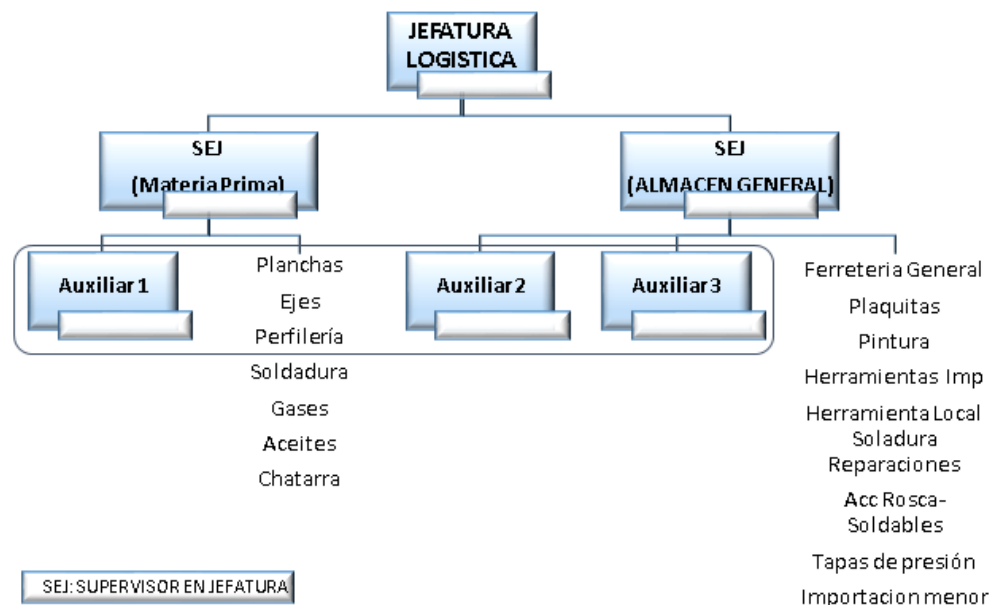 JEFATURA
LOGISTICA
SEJ
(Materia Prima)
SEJ
(ALMACEN GENERAL)
Auxiliar 1
Planchas
Ejes
Perfilería
Soldadura
Gases
Aceites
Chatarra
Auxiliar 2
Auxiliar 3
Ferreteria General
Plaquitas
Pintura
Herramientas Imp
Herramienta Local
Soladura
Reparaciones
Acc Rosca-
Soldables
Tapas de presión
Importacion menor
SEJ: SUPERVISOR EN JEFATURA